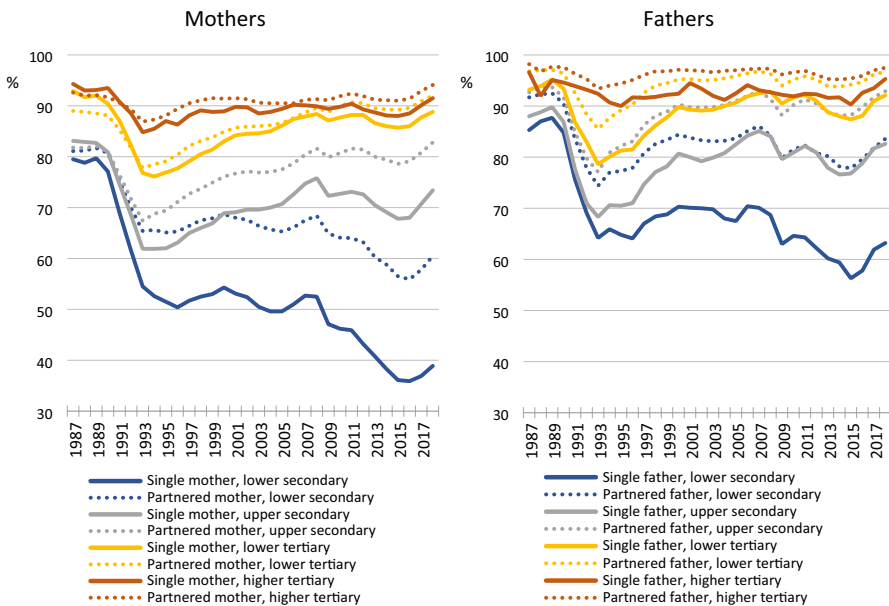 Mothers
%
100
90
80
70
60
50
40
30
1987
1989
1991
1993
1995
1997
1999
2001
2003
2005
2007
2009
2011
2013
2015
2017
Single mother, lower secondary
Partnered mother, lower secondary
Single mother, upper secondary
Partnered mother, upper secondary
Single mother, lower tertiary
Partnered mother, lower tertiary
Single mother, higher tertiary
Partnered mother, higher tertiary
Fathers
%
100
90
80
70
60
50
40
30
1987
1989
1991
1993
1995
1997
1999
2001
2003
2005
2007
2009
2011
2013
2015
2017
Single father, lower secondary
Partnered father, lower secondary
Single father, upper secondary
Partnered father, upper secondary
Single father, lower tertiary
Partnered father, lower tertiary
Single father, higher tertiary
Partnered father, higher tertiary